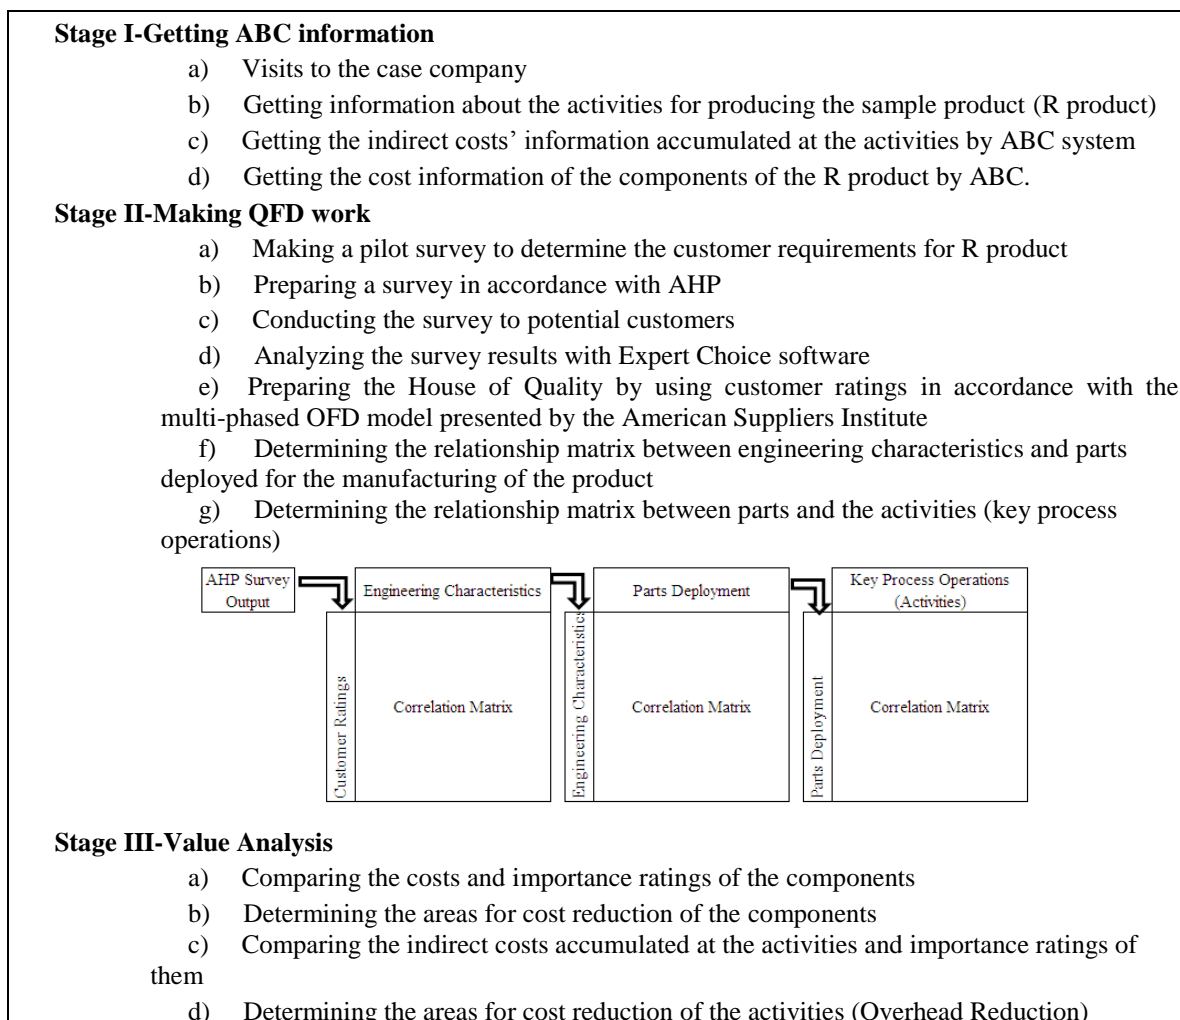 Stage I-Getting ABC information
a) Visits to the case company
b) Getting information about the activities for producing the sample product (R product)
c) Getting the indirect costs' information accumulated at the activities by ABC system
d) Getting the cost information of the components of the R product by ABC.
Stage II-Making QFD work
a) Making a pilot survey to determine the customer requirements for R product
b) Preparing a survey in accordance with AHP
c) Conducting the survey to potential customers
d) Analyzing the survey results with Expert Choice software
e) Preparing the House of Quality by using customer ratings in accordance with the
multi-phased OFD model presented by the American Suppliers Institute
f) Determining the relationship matrix between engineering characteristics and parts
deployed for the manufacturing of the product
g) Determining the relationship matrix between parts and the activities (key process
operations)
AHP Survey
Output
Engineering Characteristics
Parts Deployment
Key Process Operations
(Activities)
Customer Ratings
Correlation Matrix
Engineering Characteristics
Correlation Matrix
Parts Deployment
Correlation Matrix
Stage III-Value Analysis
a) Comparing the costs and importance ratings of the components
b) Determining the areas for cost reduction of the components
c) Comparing the indirect costs accumulated at the activities and importance ratings of
them
d) Determining the areas for cost reduction of the activities (Overhead Reduction)